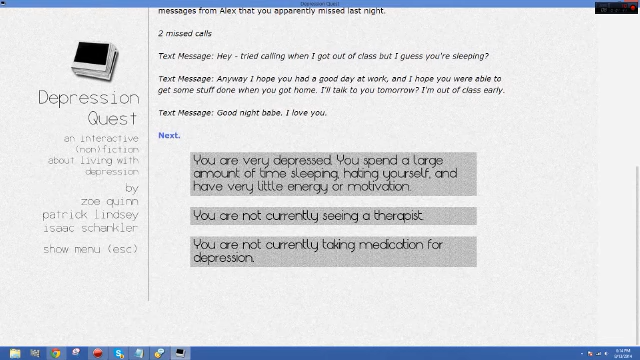 Depression Quest
messages from Alex that you apparently missed last night.
2 missed calls
Text Message: Hey - tried calling when I got out of class but I guess you're sleeping?
Text Message: Anyway I hope you had a good day at work, and I hope you were able to
get some stuff done when you got home. I'll talk to you tomorrow? I'm out of class early.
Text Message: Good night babe. I love you.
Next.
You are very depressed. You spend a large
amount of time sleeping, hating yourself, and
have very little energy or motivation.
You are not currently seeing a therapist.
You are not currently taking medication for
depression.
Depression
Quest
an interactive
(non)fiction
about living with
depression
by
zoe quinn
patrick lindsey
isaac schankler
show menu (esc)